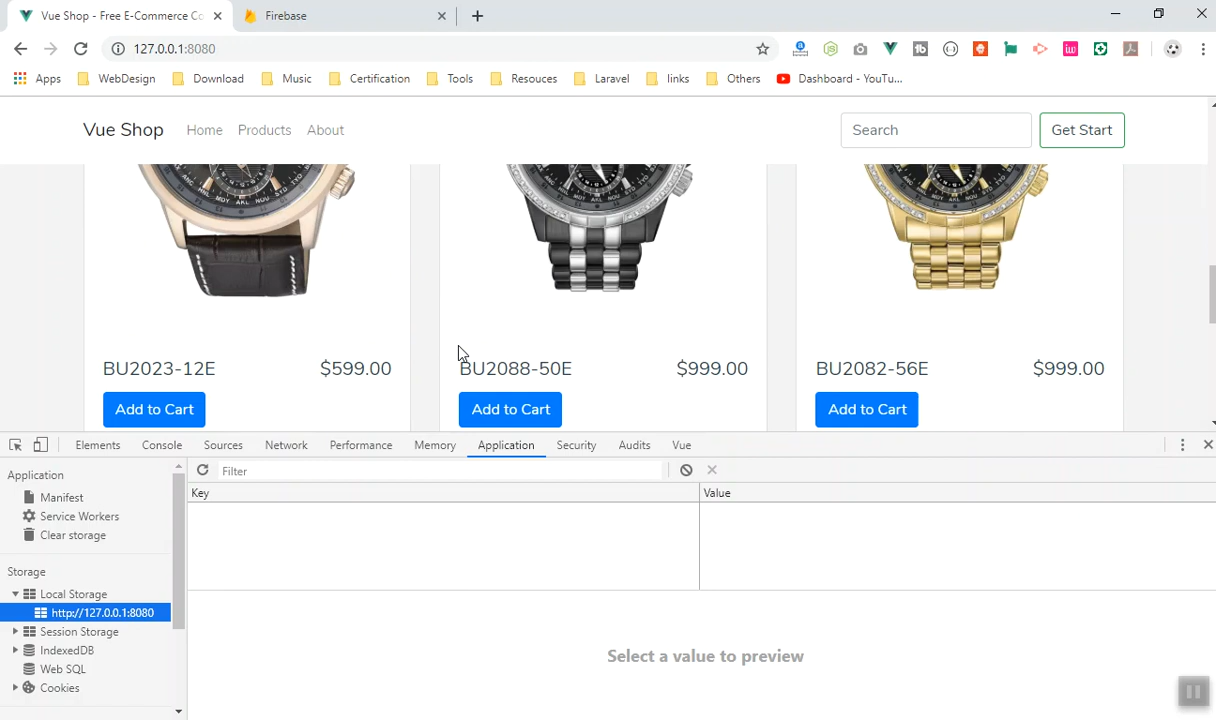 Vue Shop - Free E-Commerce Co
Firebase
127.0.0.1:8080
Apps
WebDesign
Download
Music
Certification
Tools
Resouces
Laravel
links
Others
Dashboard - YouTu...
Vue Shop
Home
Products
About
Search
Get Start
BU2023-12E
$599.00
BU2088-50E
$999.00
BU2082-56E
$999.00
Add to Cart
Add to Cart
Add to Cart
Elements
Console
Sources
Network
Performance
Memory
Application
Security
Audits
Vue
Application
Manifest
Service Workers
Clear storage
Storage
Local Storage
http://127.0.0.1:8080
Session Storage
IndexedDB
Web SQL
Cookies
Filter
Key
Value
Select a value to preview